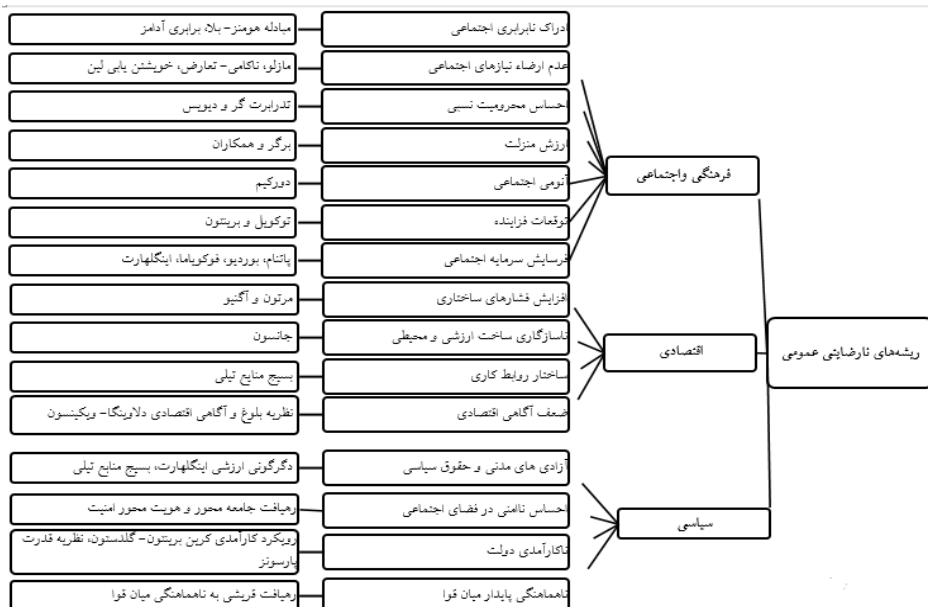 ریشه‌های نارضایتی عمومی
فرهنگی واجتماعی
ادراک نابرابری اجتماعی
مبادله هومنز- بلا، برابری آدامز
عدم ارضاء نیازهای اجتماعی
مازلو، ناکامی- تعارض، خویشتن یابی لین
احساس محرومیت نسبی
تدرابرت گر و دیویس
ارزش منزلت
برگر و همکاران
آنومی اجتماعی
دورکیم
توقعات فزاینده
توکویل و برینتون
فرسایش سرمایه اجتماعی
پاتنام، بوردیو، فوکویاما، اینگلهارت
اقتصادی
افزایش فشارهای ساختاری
مرتون و آگنیو
ناسازگاری ساخت ارزشی و محیطی
جانسون
ساختار روابط کاری
بسیج منابع تیلی
ضعف آگاهی اقتصادی
نظریه بلوغ و آگاهی اقتصادی دلاوینگا- ویکینسون
سیاسی
آزادی های مدنی و حقوق سیاسی
دگرگونی ارزشی اینگلهارت، بسیج منابع تیلی
احساس ناامنی در فضای اجتماعی
رهیافت جامعه محور و هویت محور امنیت
ناکارآمدی دولت
رویکرد کارآمدی کرین برینتون- گلدستون، نظریه قدرت
پارسونز
ناهماهنگی پایدار میان قوا
رهیافت قریشی به ناهماهنگی میان قوا